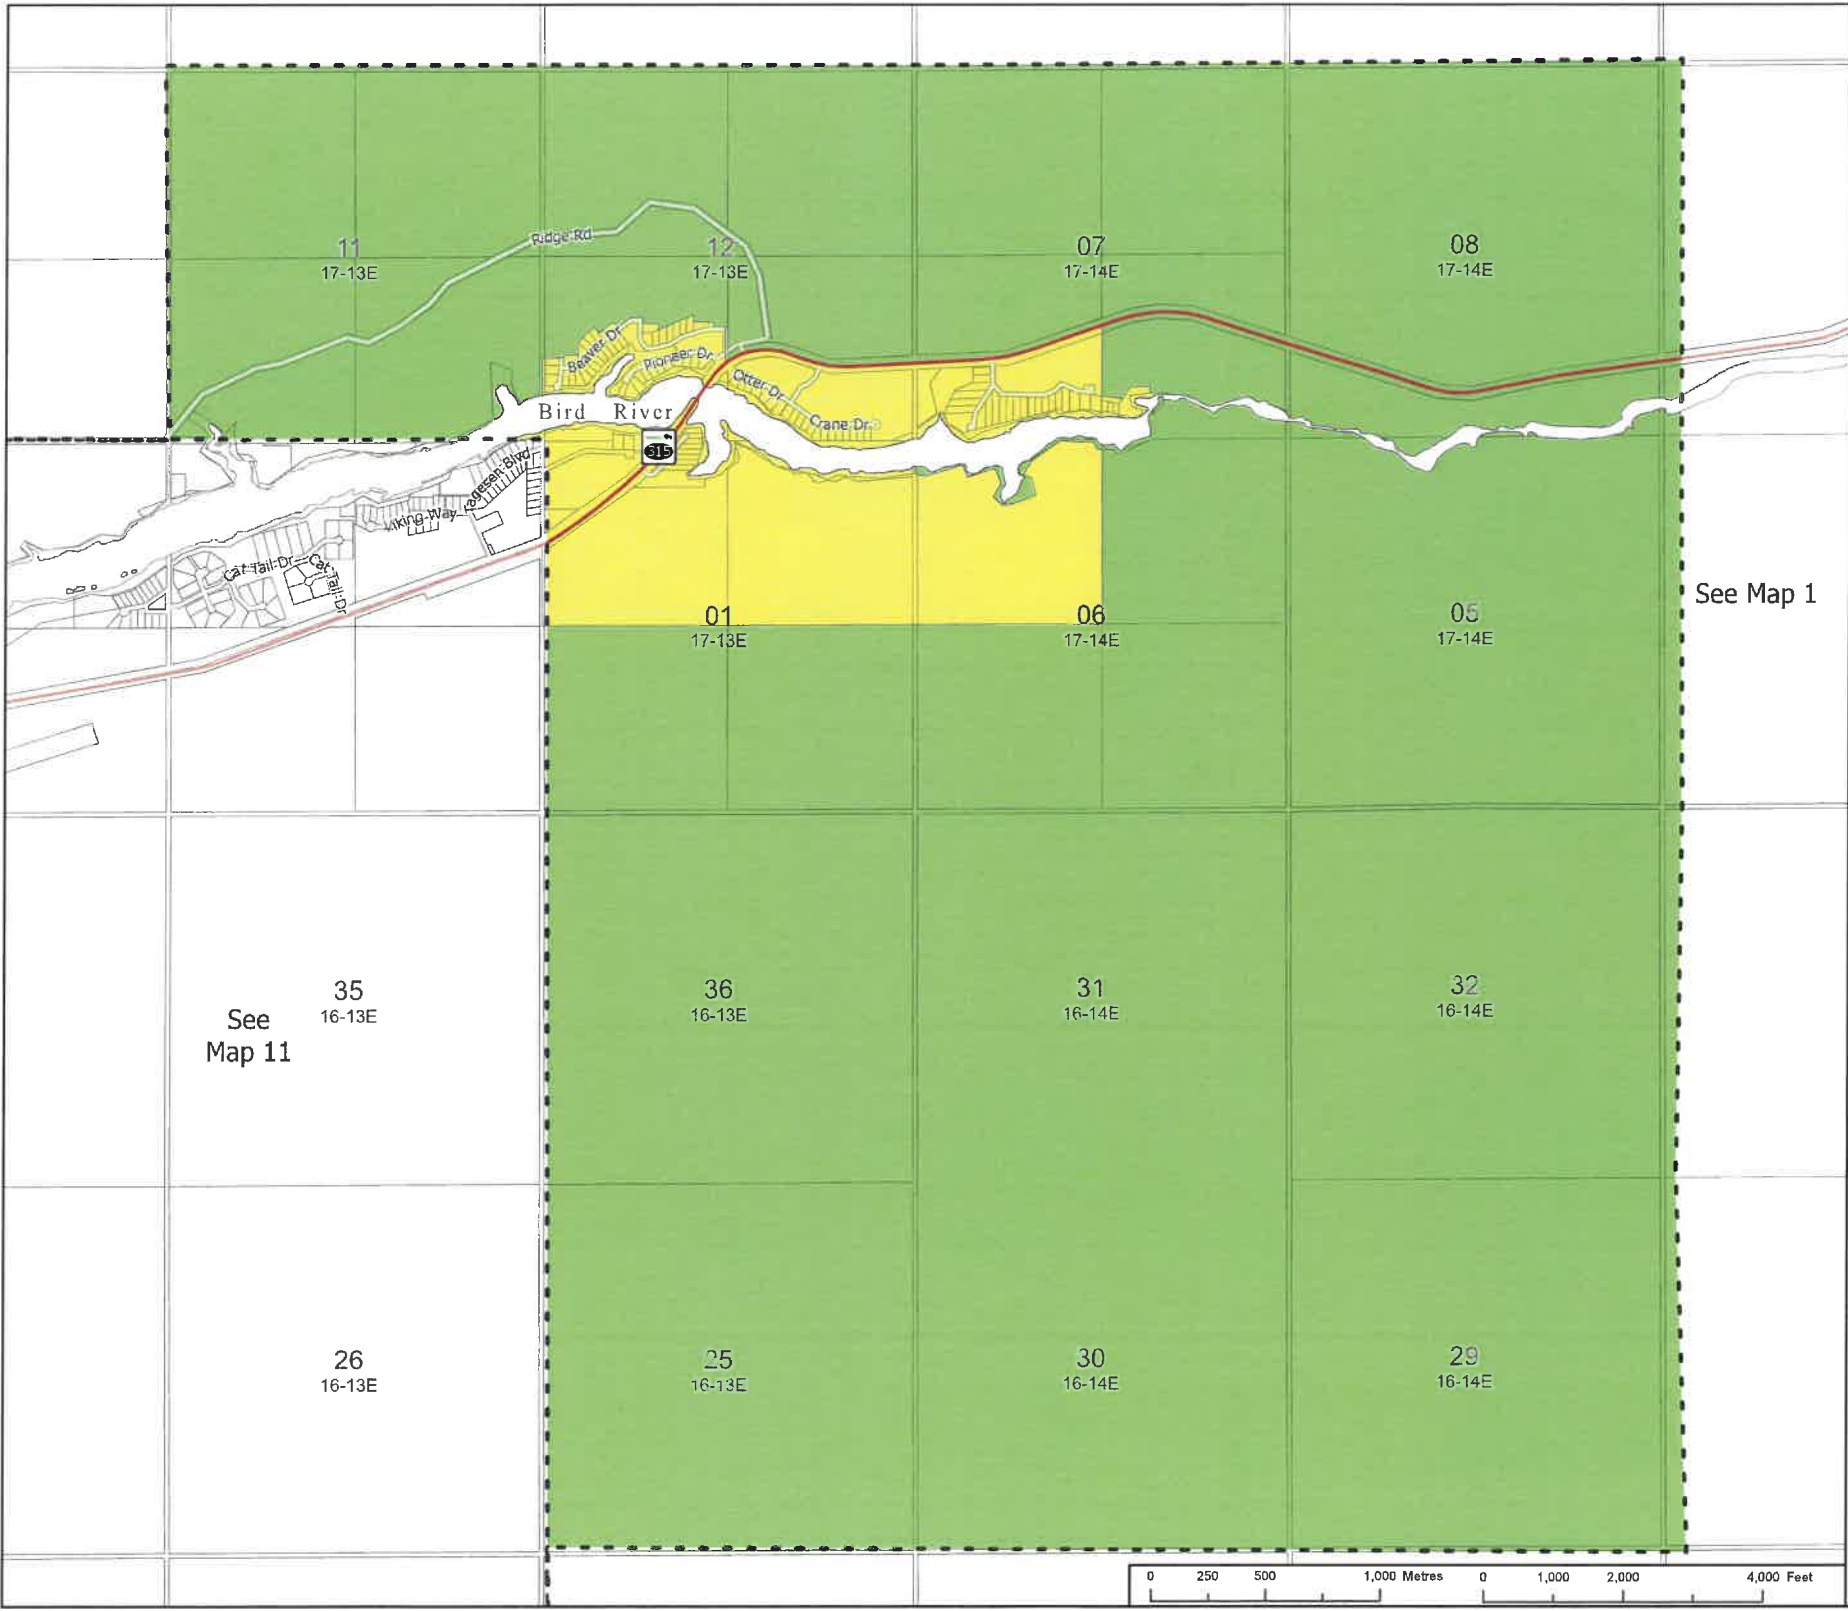 Ridge Rd
11
17-13E
12
17-13E
07
17-14E
08
17-14E
Beaver Dr
Pioneer Dr
Otter Dr
Crane Dr
Bird River
315
Viking Way
Cat Tail Dr
Cat Tail Dr
01
17-13E
06
17-14E
05
17-14E
See Map 1
35
16-13E
36
16-13E
31
16-14E
32
16-14E
See
Map 11
26
16-13E
25
16-13E
30
16-14E
29
16-14E
0 250 500 1,000 Metres
0 1,000 2,000 4,000 Feet